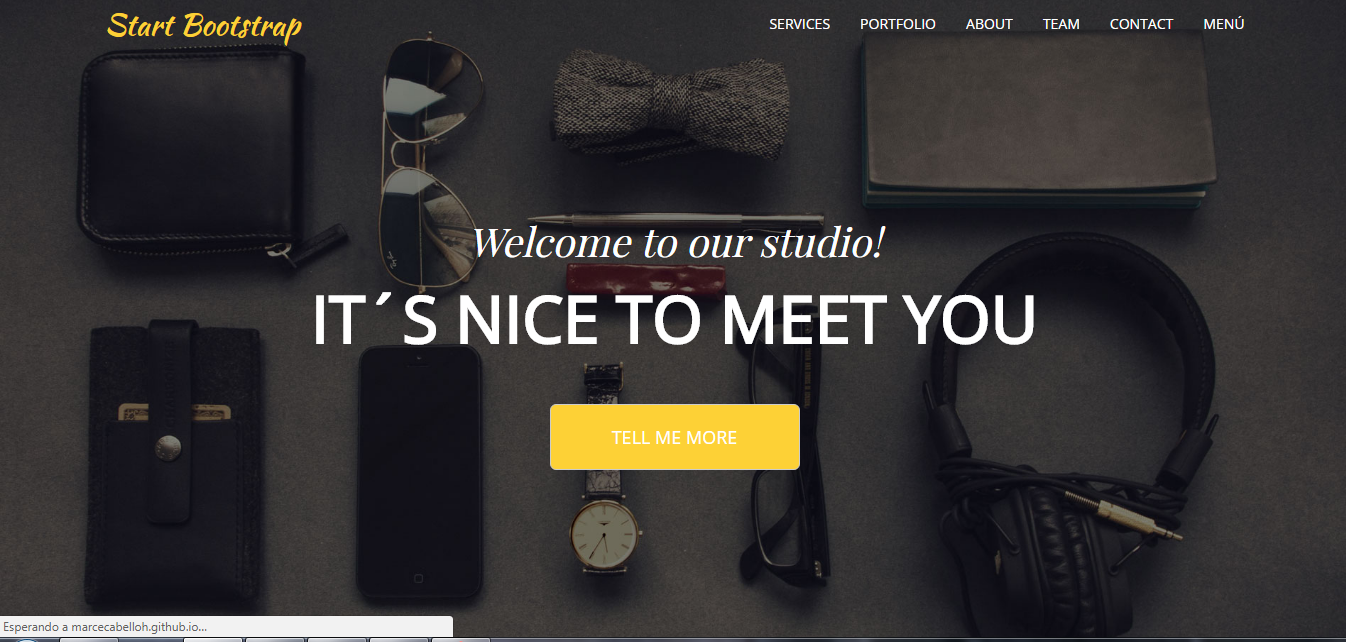 Start Bootstrap
SERVICES PORTFOLIO ABOUT TEAM CONTACT MENÚ
Welcome to our studio!
IT´S NICE TO MEET YOU
TELL ME MORE
Esperando a marcecabelloh.github.io...